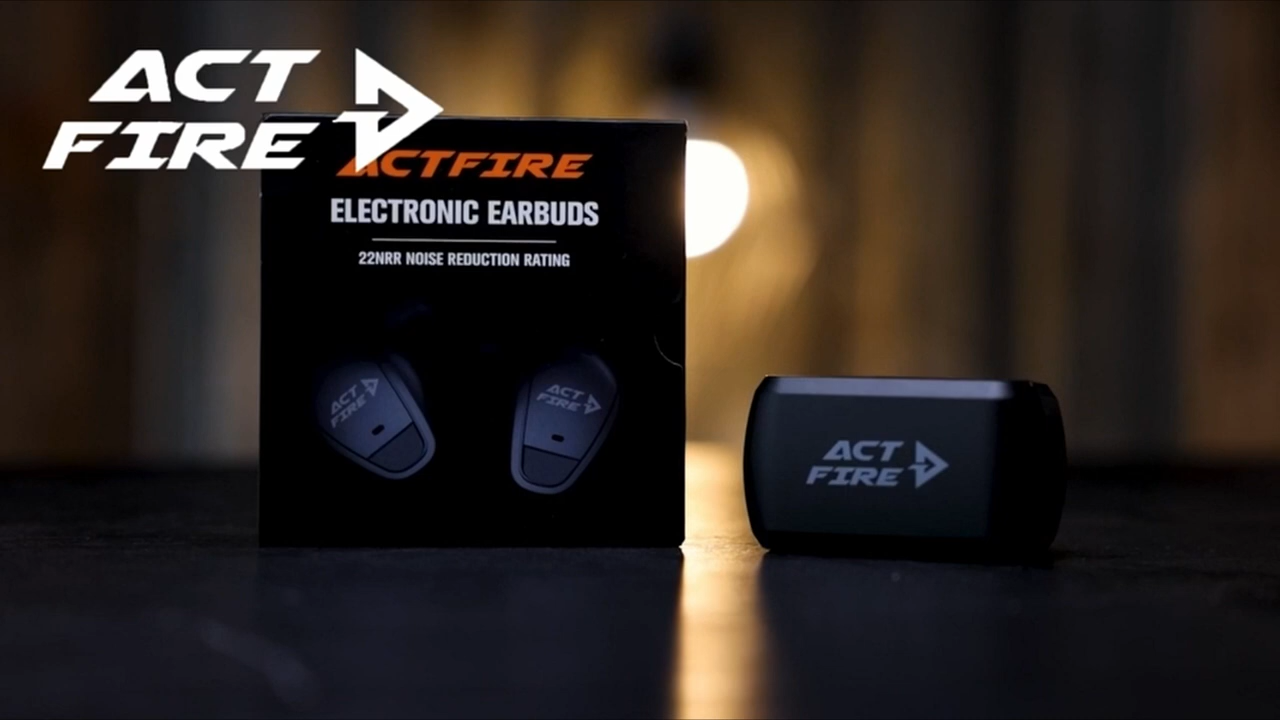 ACT
FIRE
ACTFIRE
ELECTRONIC EARBUDS
22NRR NOISE REDUCTION RATING
ACT
FIRE
ACT
FIRE
ACT
FIRE